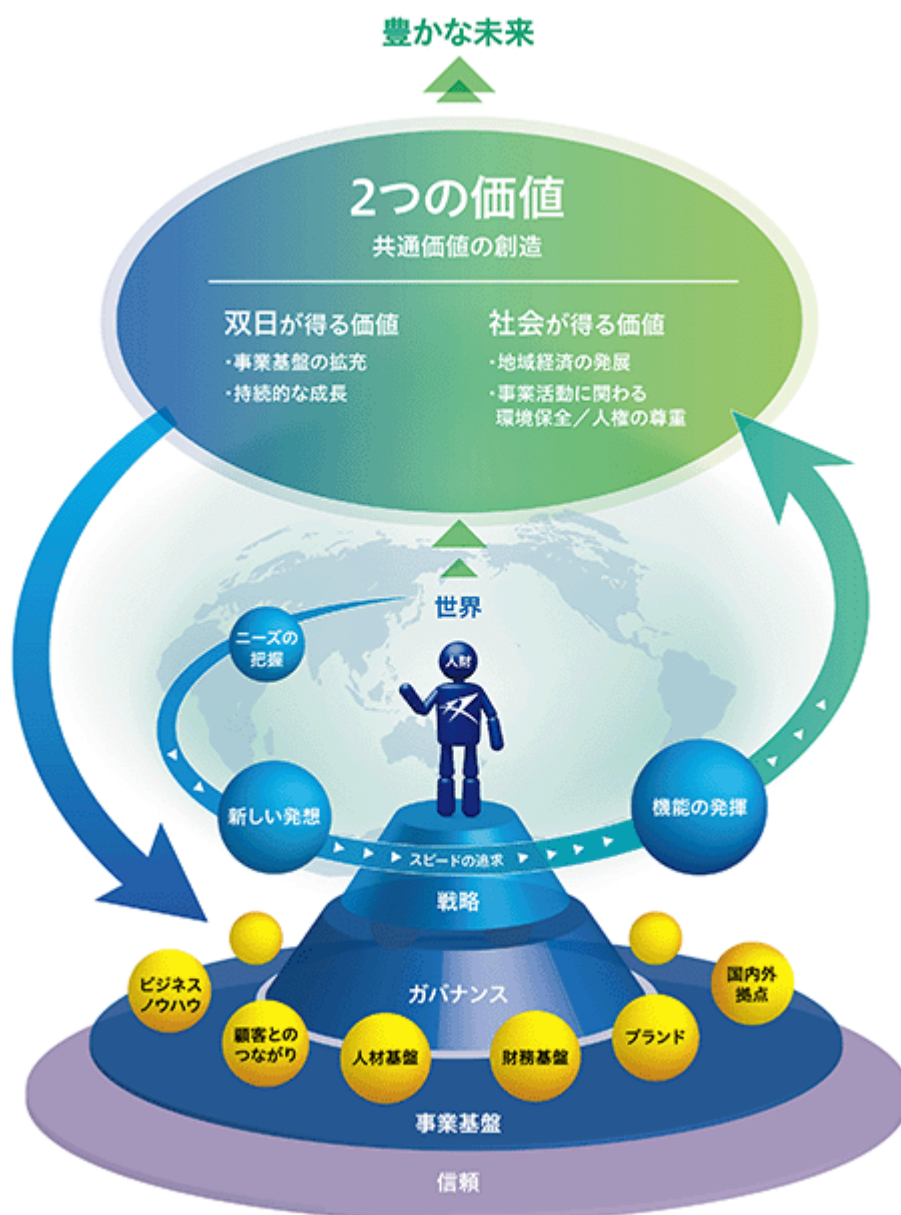 豊かな未来
2つの価値
共通価値の創造
双日が得る価値
・事業基盤の拡充
・持続的な成長
社会が得る価値
・地域経済の発展
・事業活動に関わる
環境保全／人権の尊重
世界
ニーズの
把握
人財
新しい発想
スピードの追求
機能の発揮
戦略
ガバナンス
ビジネス
ノウハウ
顧客との
つながり
人材基盤
財務基盤
ブランド
国内外
拠点
事業基盤
信頼